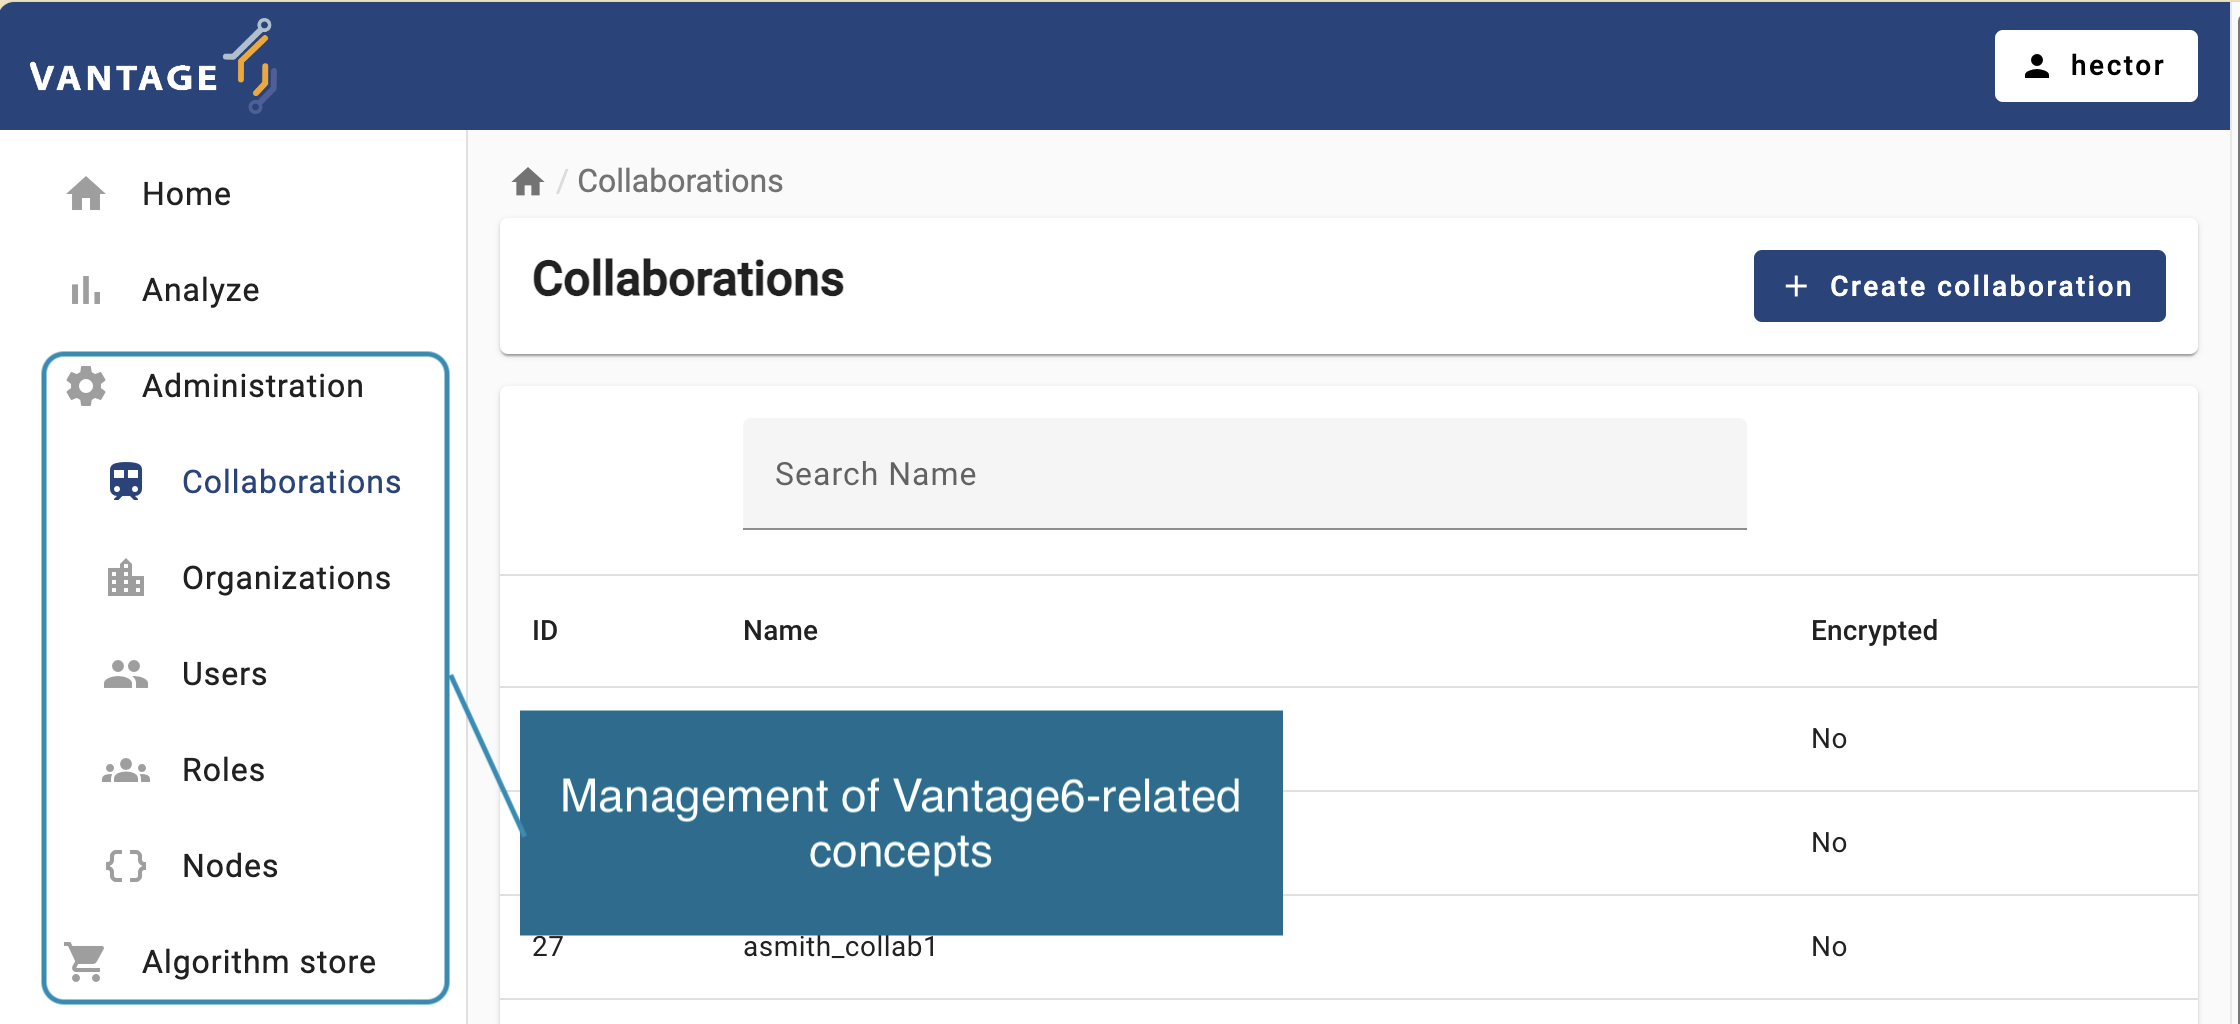 VANTAGE
hector
Home
Analyze
Administration
Collaborations
Organizations
Users
Roles
Nodes
Algorithm store
/ Collaborations
Collaborations
+ Create collaboration
Search Name
ID Name Encrypted
No
No
Management of Vantage6-related
concepts
27 asmith_collab1 No